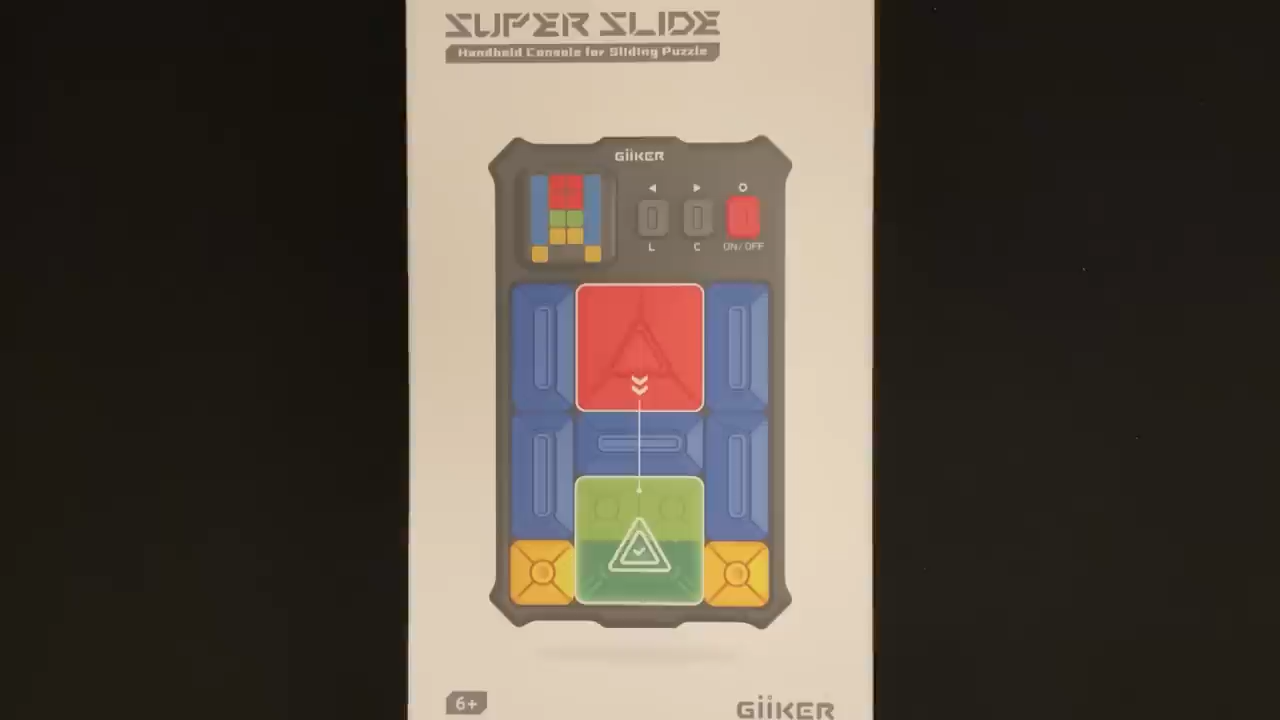 SUPER SLIDE
Handheld Console for Sliding Puzzle
GiiKER
L C ON/OFF
6+
GiiKER